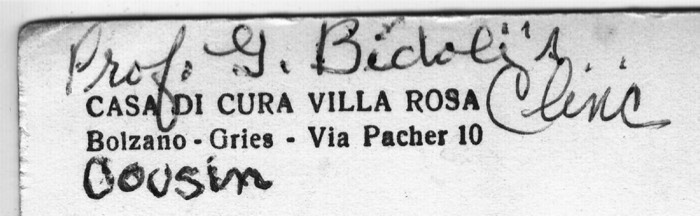 Prof. G. Bidoli's
Clinic
CASA DI CURA VILLA ROSA
Bolzano - Gries - Via Pacher 10
Cousin